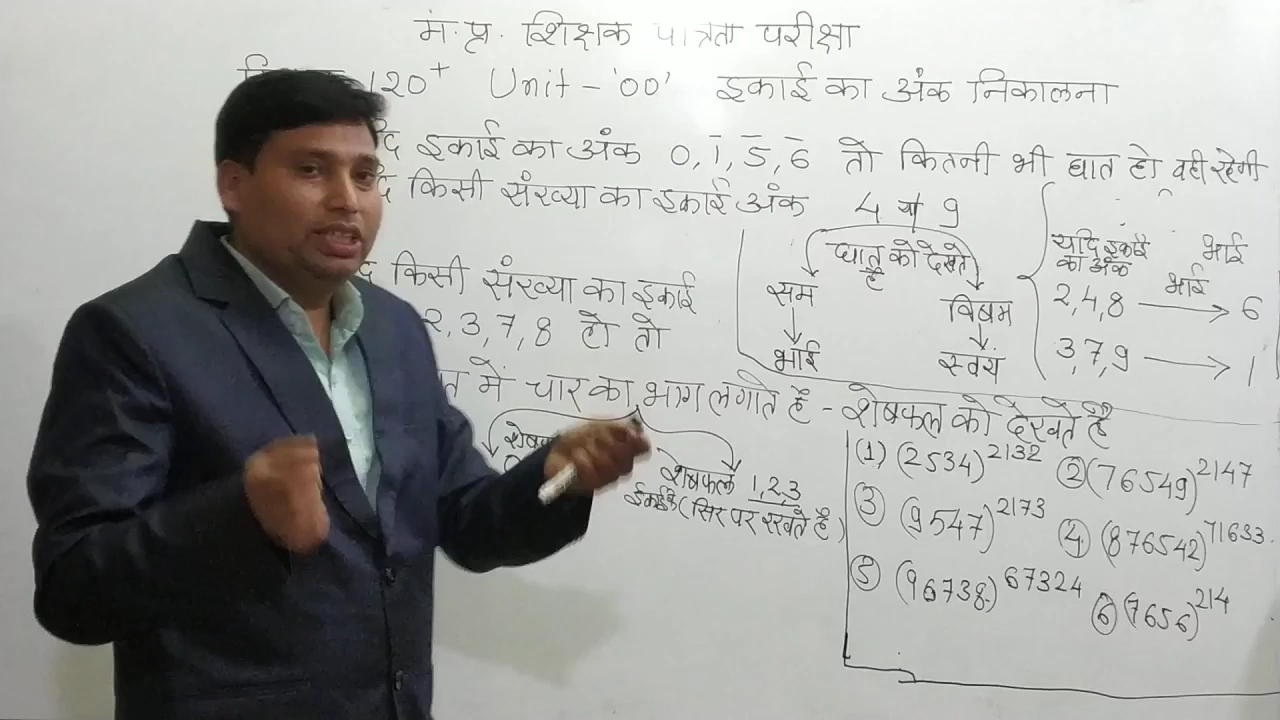 म.प्र. शिक्षक पात्रता परीक्षा
120+ Unit-'00' इकाई का अंक निकालना
दि इकाई का अंक 0,1,5,6 तो कितनी भी घात हो वही रहेगी
दि किसी संख्या का इकाई अंक 4 या 9
घात को देखते है
सम
भाई
विषम
स्वयं
यदि इकाई का अंक
भाई
भाई
2,4,8 → 6
3,7,9 → 1
दि किसी संख्या का इकाई
2,3,7,8 हो तो
त में चार का भाग लगाते है - शेषफल को देखते है
शेषफल 1,2,3
इकाई के (सिर पर रखते है)
(1) (2534)^2132 ② (76549)^2147
③ (9547)^2173 ④ (876542)^71633
⑤ (96738)^67324 ⑥ (7656)^214